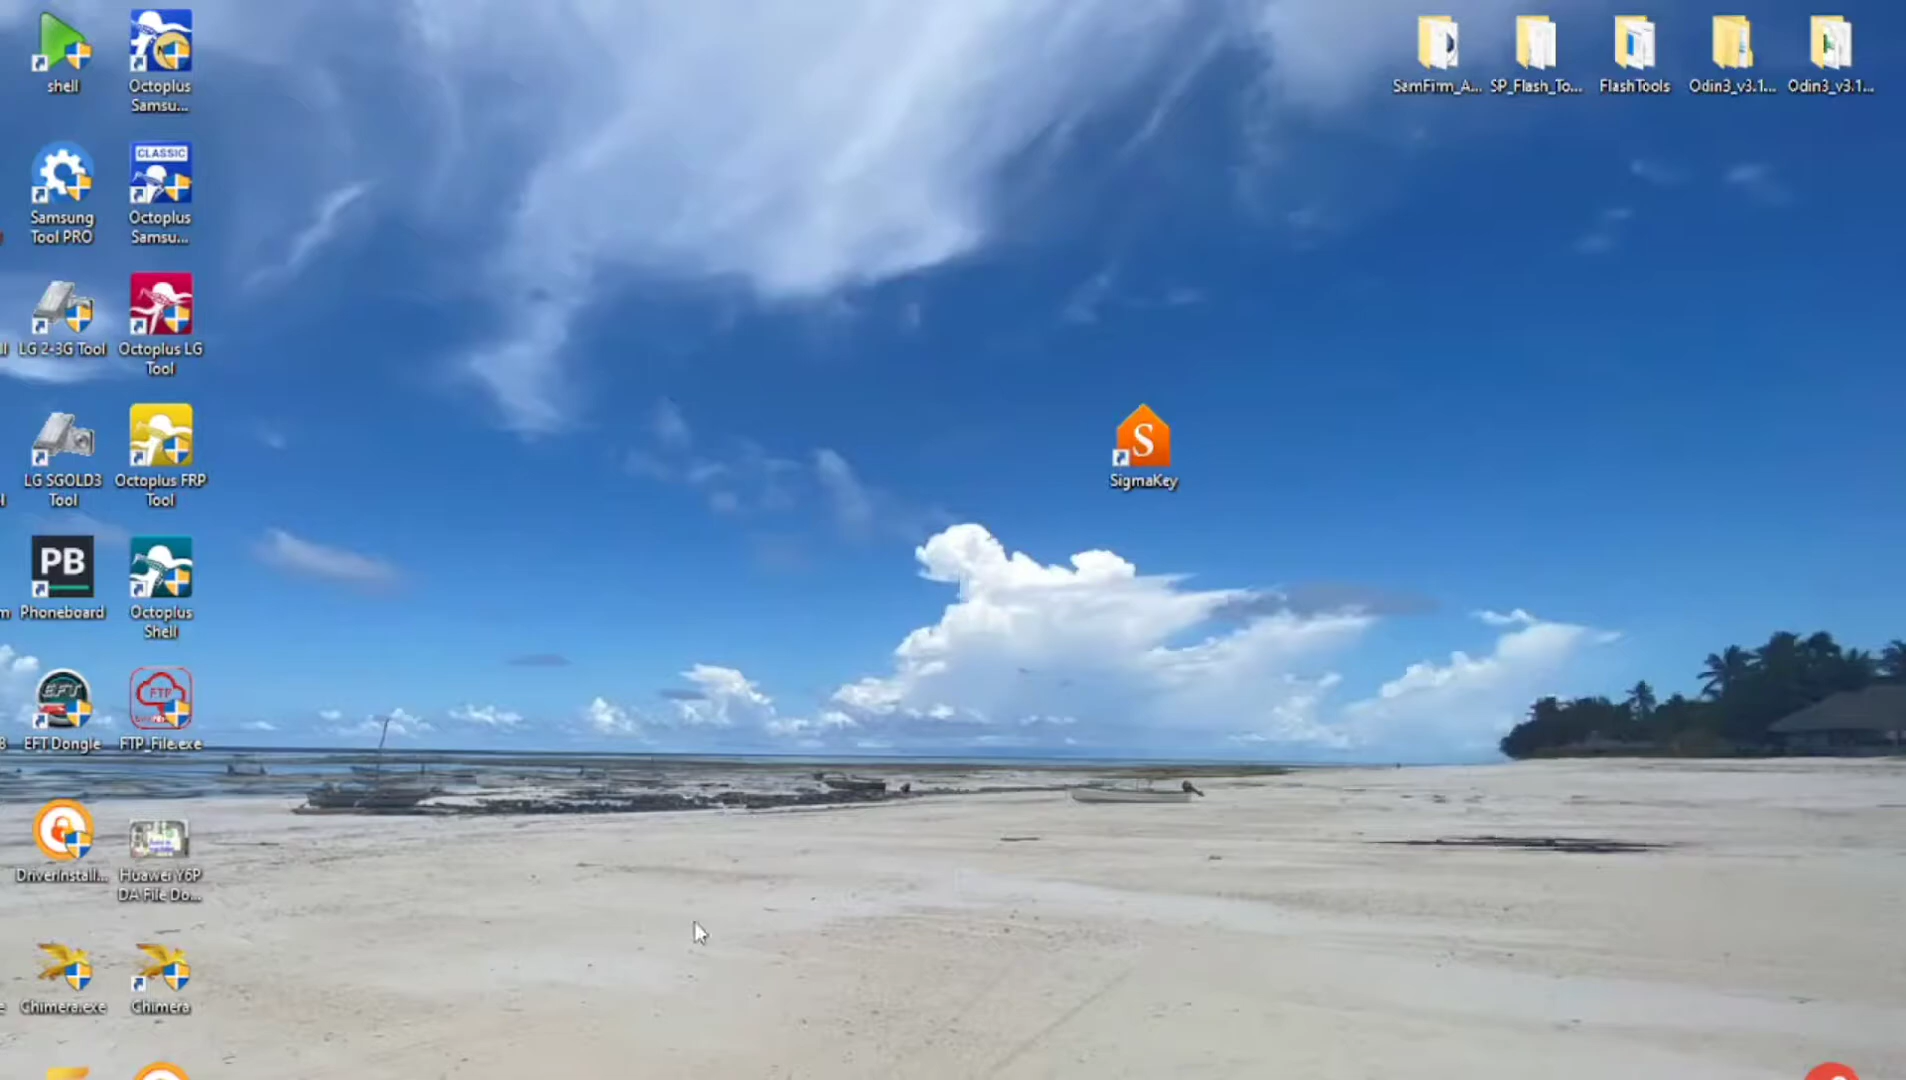 shell
Octoplus
Samsu...
SamFirm_A...
SP_Flash_To...
FlashTools
Odin3_v3.1...
Odin3_v3.1...
Samsung
Tool PRO
CLASSIC
Octoplus
Samsu...
LG 2-3G Tool
Octoplus LG
Tool
LG SGOLD3
Tool
Octoplus FRP
Tool
S
SigmaKey
PB
Phoneboard
Octoplus
Shell
EFT
EFT Dongle
FTP
FTP_File.exe
DriverInstall...
Huawei Y6P
DA File Do...
Chimera.exe
Chimera